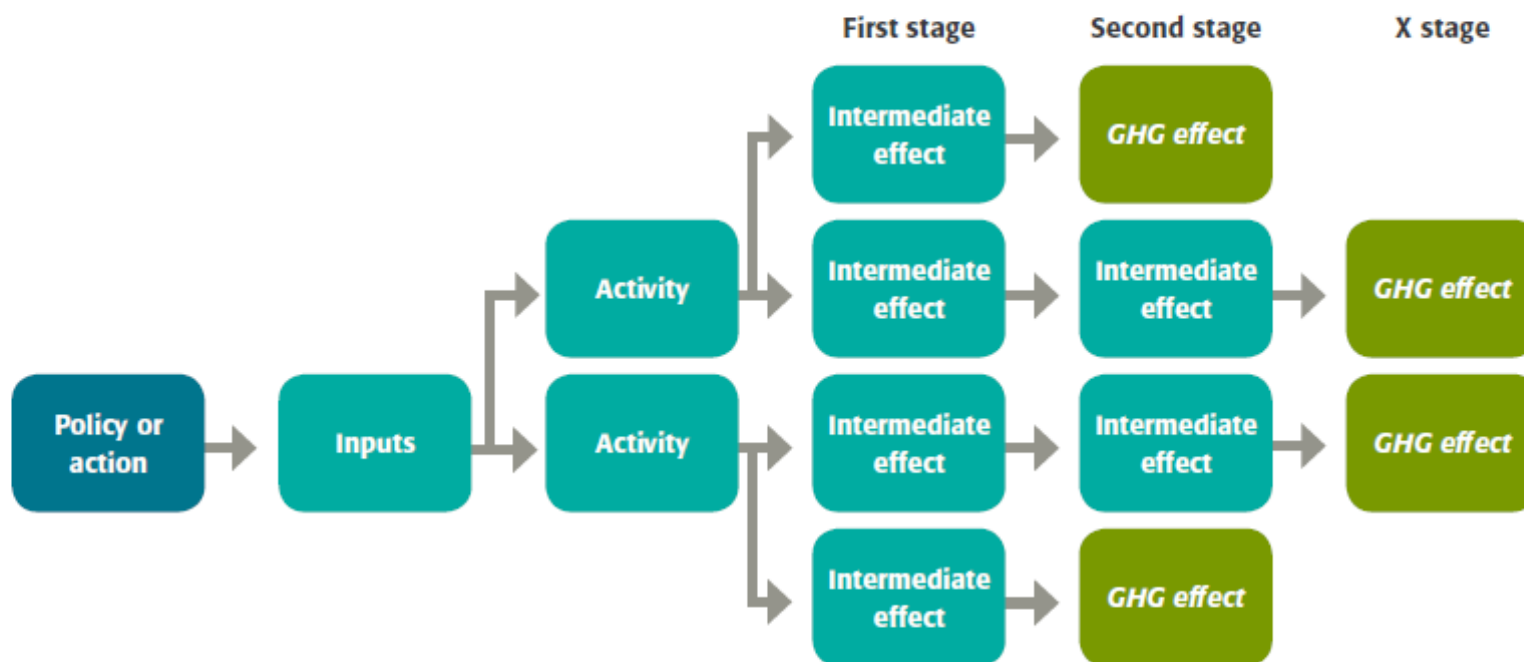 First stage
Second stage
X stage
Intermediate
effect
GHG effect
Activity
Intermediate
effect
Intermediate
effect
GHG effect
Policy or
action
Inputs
Activity
Intermediate
effect
Intermediate
effect
GHG effect
Intermediate
effect
GHG effect